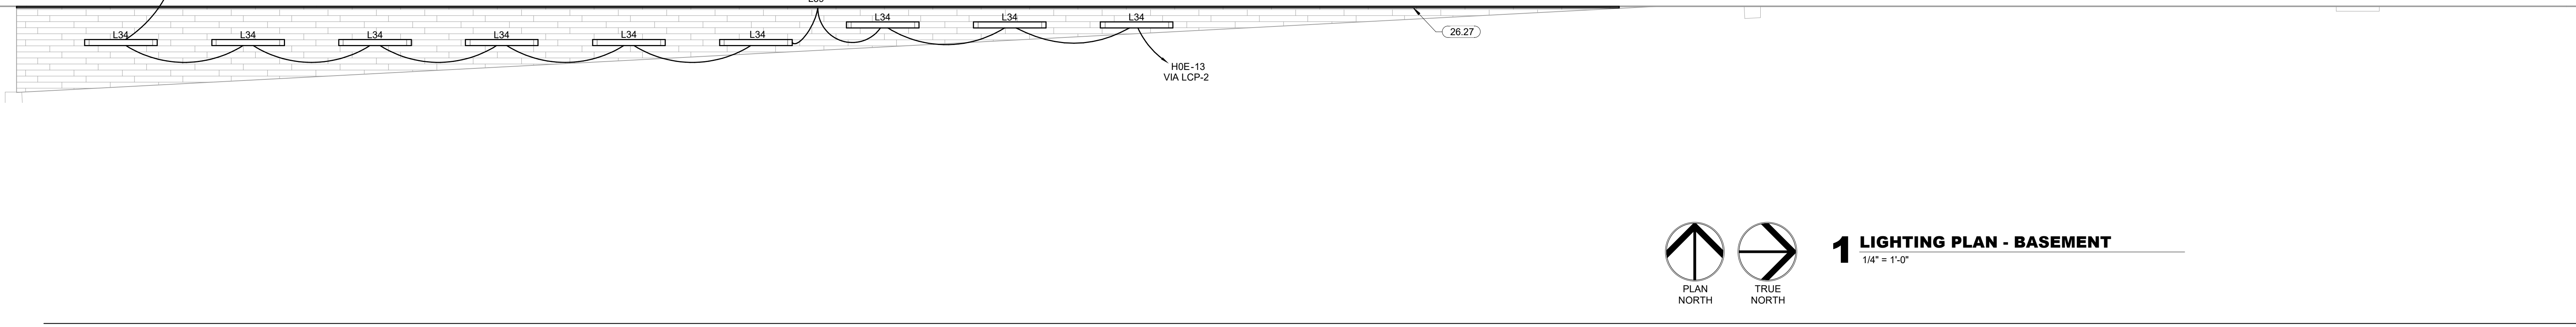 L34
L34
L34
L34
L34
L34
L34
L34
L34
26.27
H0E-13
VIA LCP-2
PLAN
NORTH
TRUE
NORTH
1 LIGHTING PLAN - BASEMENT
1/4" = 1'-0"